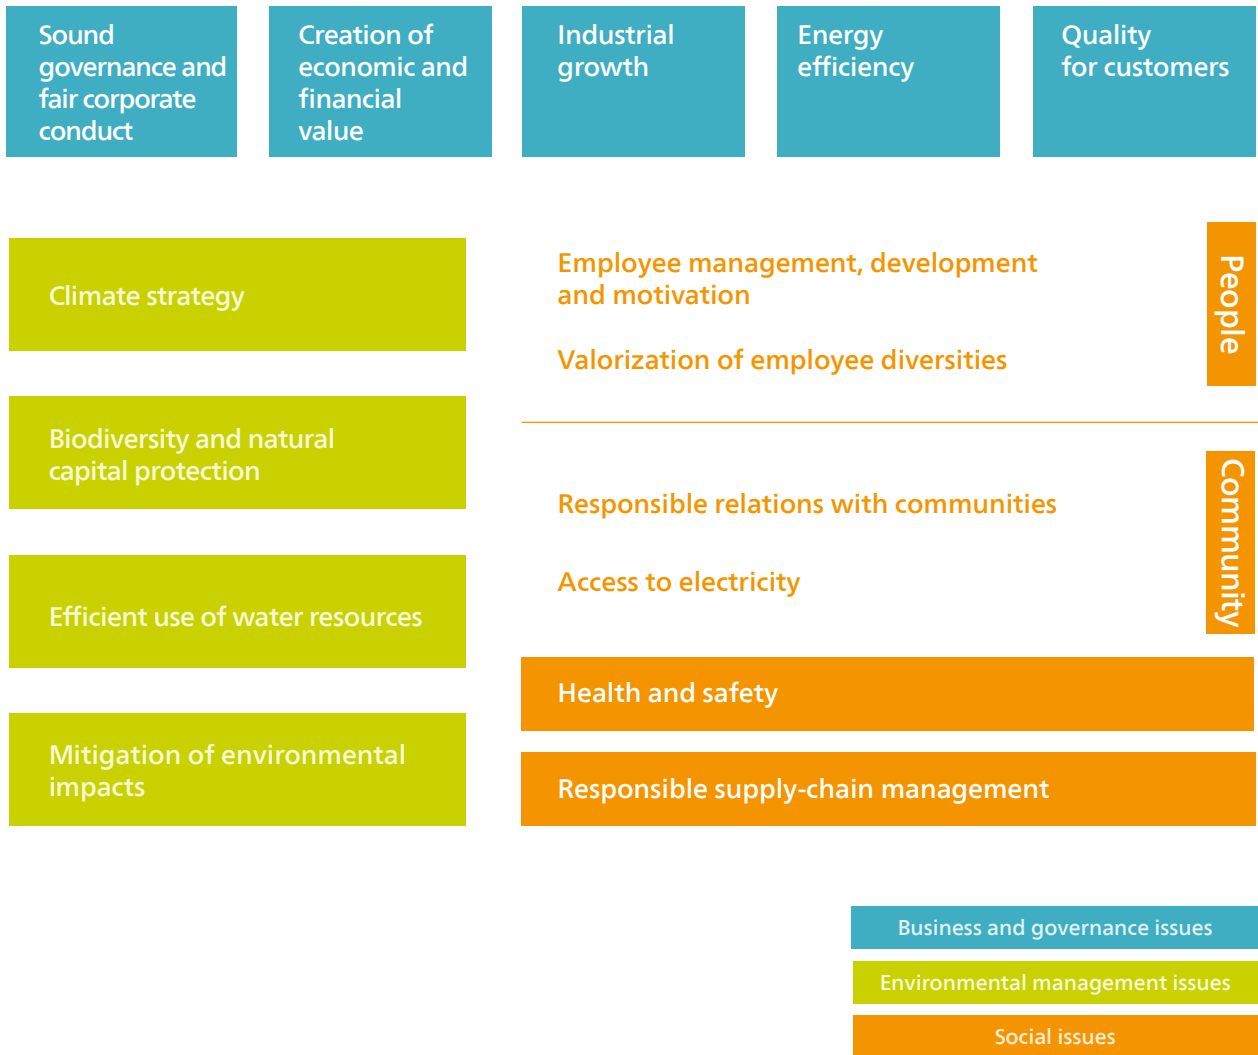 Sound
governance and
fair corporate
conduct
Creation of
economic and
financial
value
Industrial
growth
Energy
efficiency
Quality
for customers
Climate strategy
Biodiversity and natural
capital protection
Efficient use of water resources
Mitigation of environmental
impacts
Employee management, development
and motivation
Valorization of employee diversities
People
Responsible relations with communities
Access to electricity
Community
Health and safety
Responsible supply-chain management
Business and governance issues
Environmental management issues
Social issues